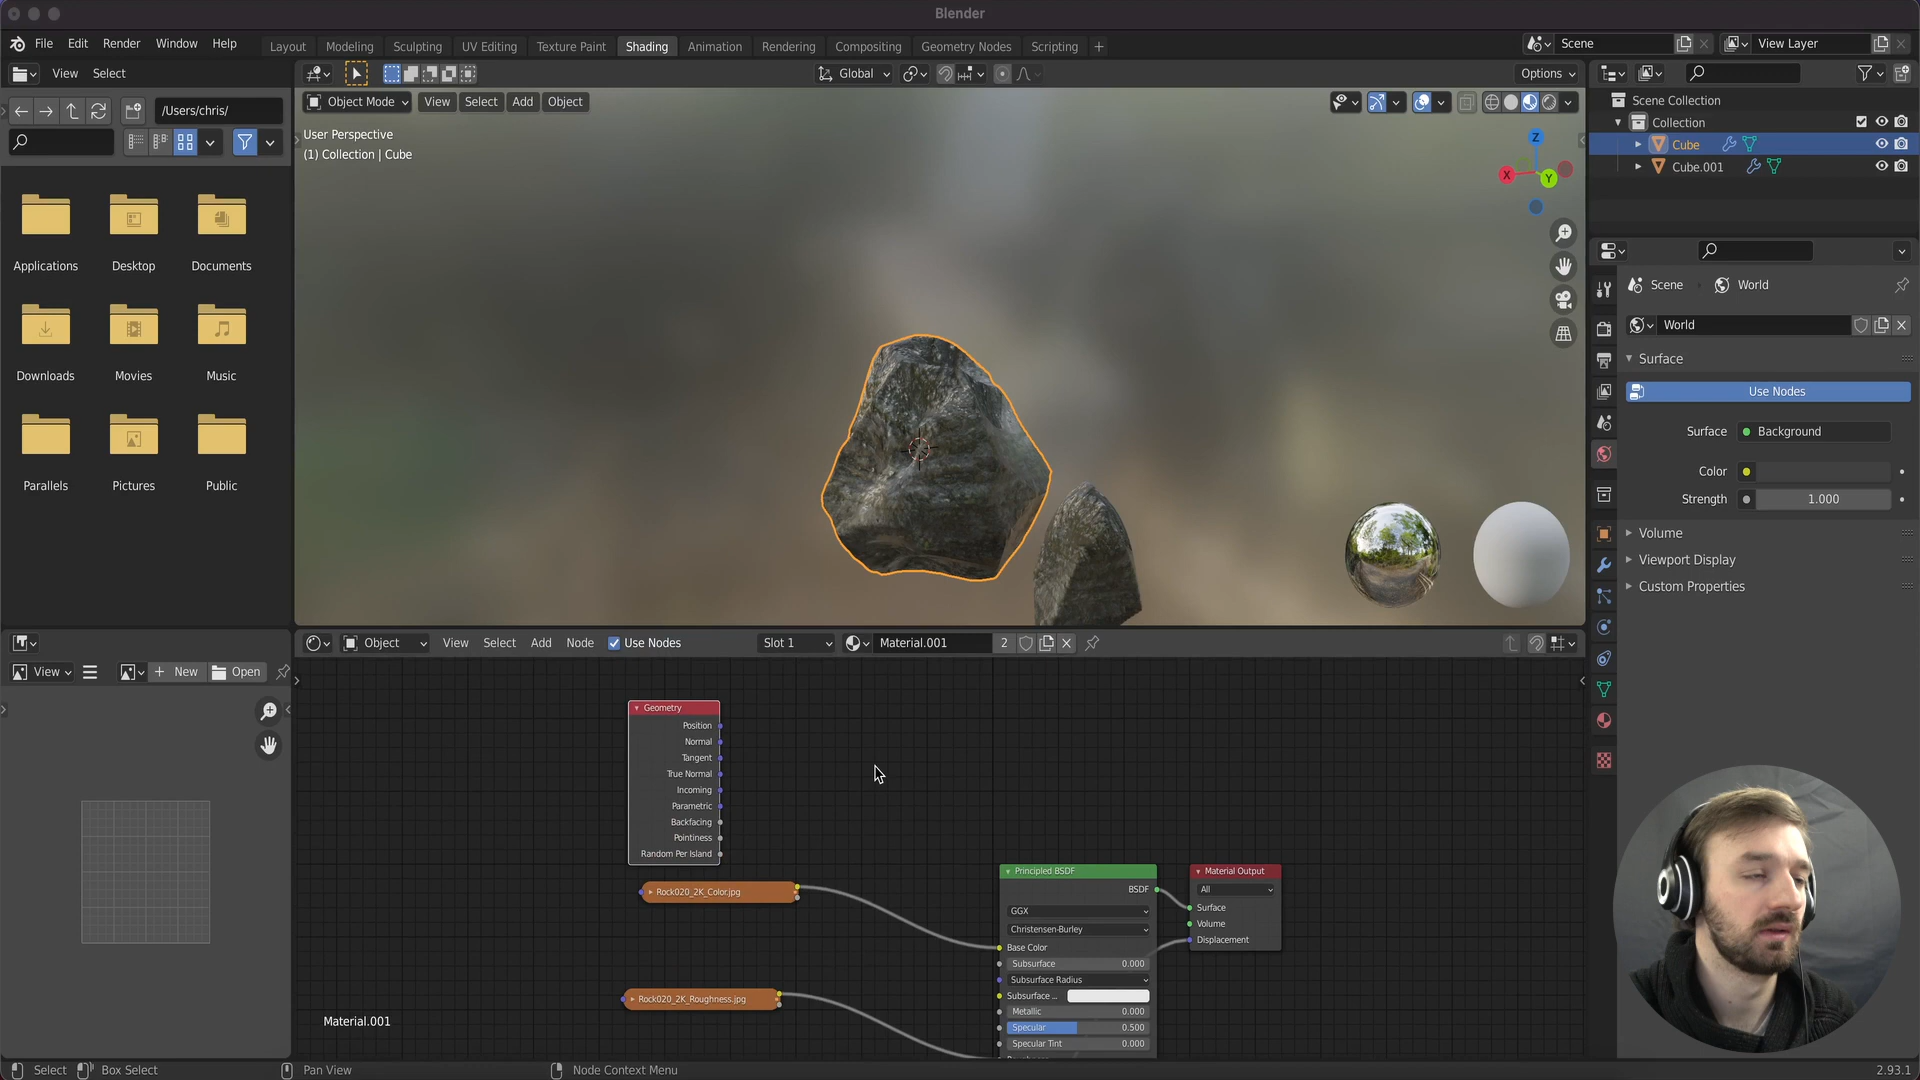 Blender
File Edit Render Window Help
Layout Modeling Sculpting UV Editing Texture Paint Shading Animation Rendering Compositing Geometry Nodes Scripting +
Scene
View Layer
View Select
Global
Options
/Users/chris/
Object Mode View Select Add Object
User Perspective
(1) Collection | Cube
Z
X
Y
Applications Desktop Documents
Downloads Movies Music
Parallels Pictures Public
Scene Collection
Collection
Cube
Cube.001
Scene World
World
Surface
Use Nodes
Surface Background
Color
Strength 1.000
Volume
Viewport Display
Custom Properties
View + New Open
Object View Select Add Node Use Nodes Slot 1 Material.001 2
Geometry
Position
Normal
Tangent
True Normal
Incoming
Parametric
Backfacing
Pointiness
Random Per Island
Rock020_2K_Color.jpg
Rock020_2K_Roughness.jpg
Principled BSDF
BSDF
GGX
Christensen-Burley
Base Color
Subsurface 0.000
Subsurface Radius
Subsurface ..
Metallic 0.000
Specular 0.500
Specular Tint 0.000
Material Output
All
Surface
Volume
Displacement
Material.001
Select Box Select Pan View Node Context Menu 2.93.1